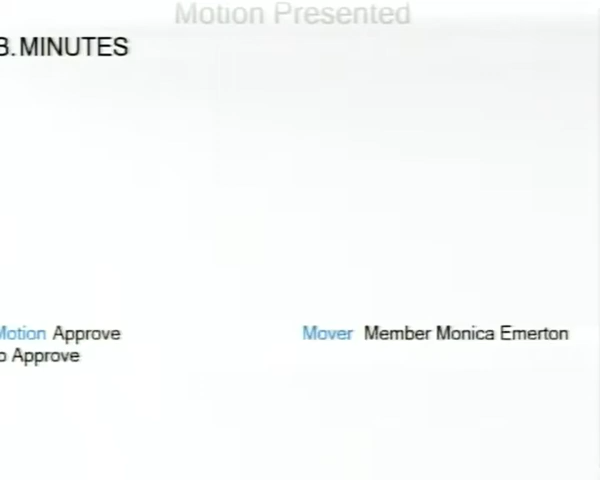 Motion Presented
B. MINUTES
Motion Approve
Mover Member Monica Emerton
o Approve